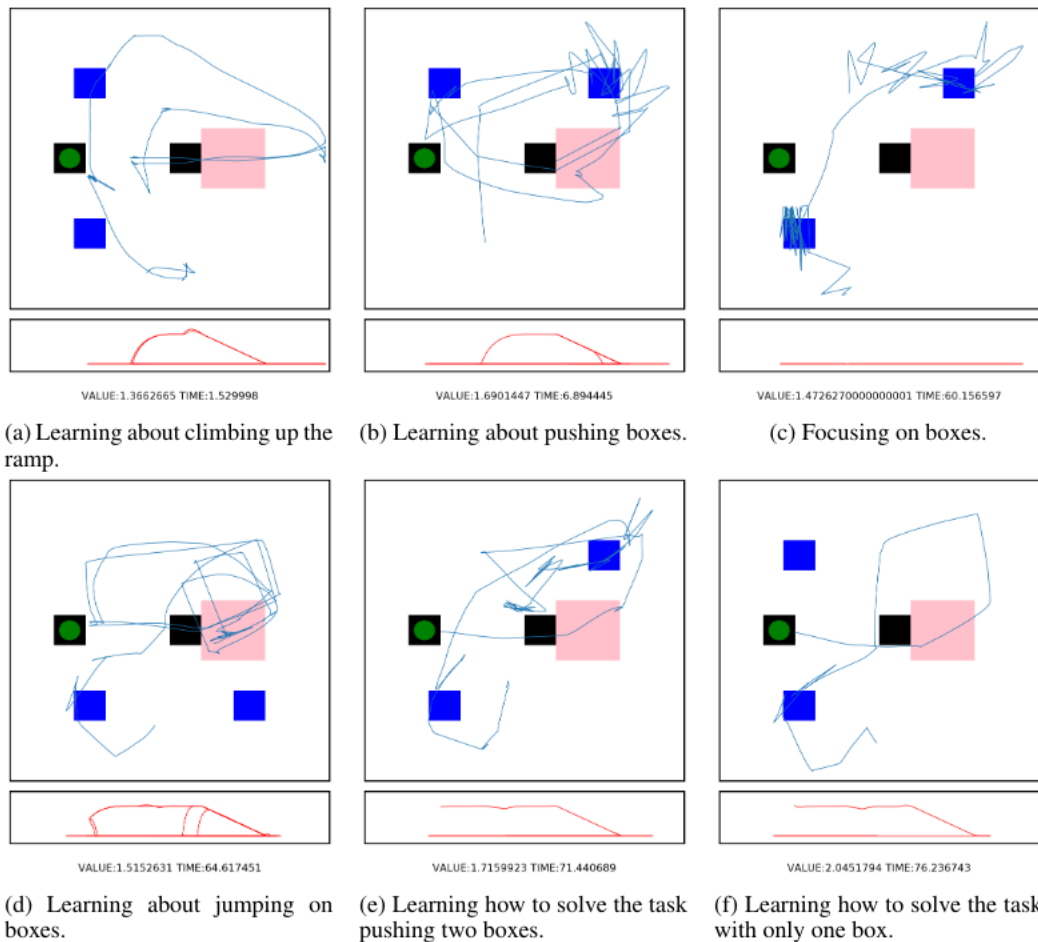 VALUE:1.3662665 TIME:1.529998
VALUE:1.6901447 TIME:6.894445
VALUE:1.4726270000000001 TIME:60.156597
(a) Learning about climbing up the
ramp.
(b) Learning about pushing boxes.
(c) Focusing on boxes.
VALUE:1.5152631 TIME:64.617451
VALUE:1.7159923 TIME:71.440689
VALUE:2.0451794 TIME:76.236743
(d) Learning about jumping on
boxes.
(e) Learning how to solve the task
pushing two boxes.
(f) Learning how to solve the task
with only one box.